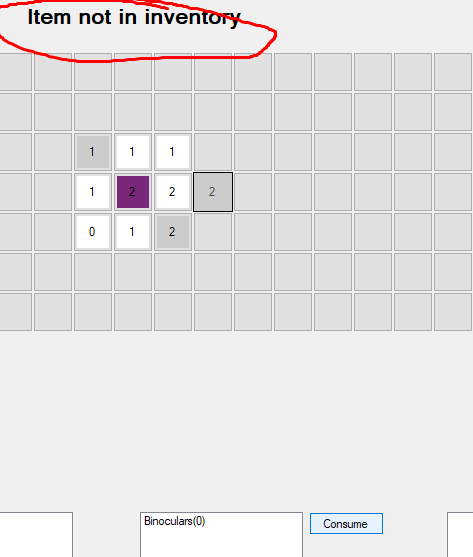 Item not in inventory
1 1 1
1 2 2 2
0 1 2
Binoculars(0)
Consume